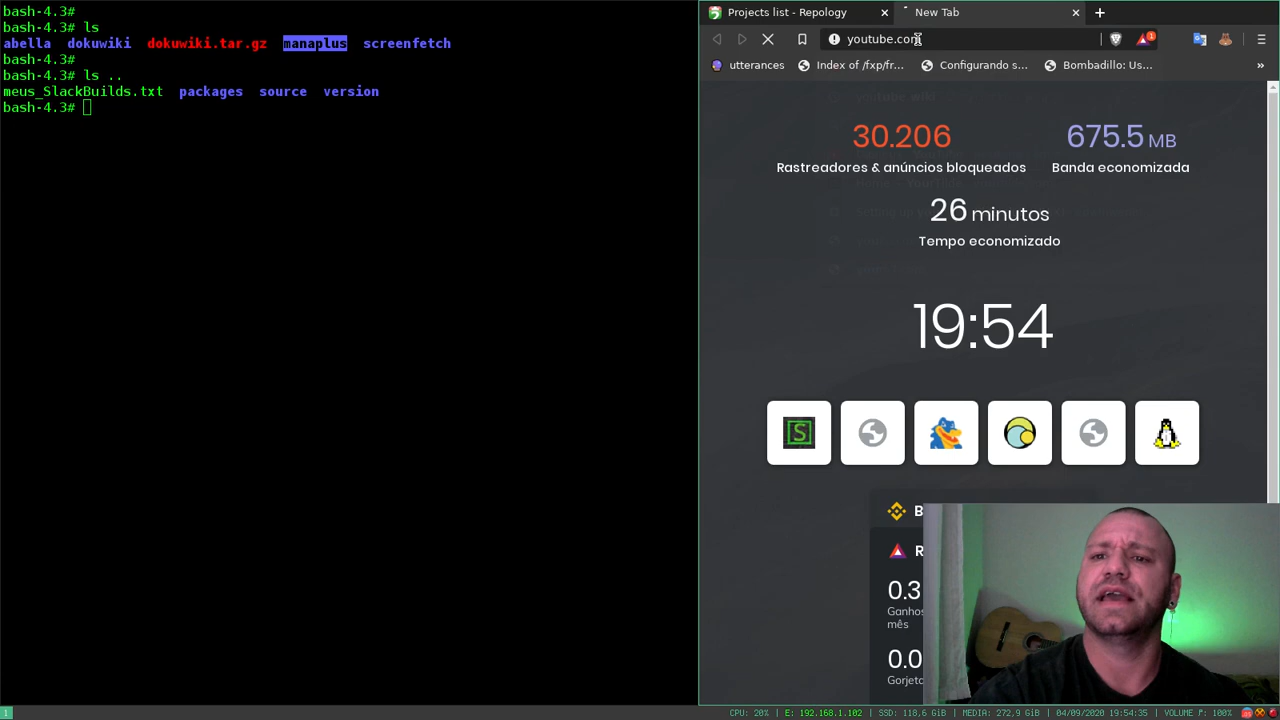 bash-4.3#
bash-4.3# ls
abella dokuwiki dokuwiki.tar.gz manaplus screenfetch
bash-4.3#
bash-4.3# ls ..
meus_SlackBuilds.txt packages source version
bash-4.3#
Projects list - Repology
New Tab
youtube.com
1
utterances
Index of /fxp/fr...
Configurando s...
Bombadillo: Us...
»
30.206
675.5 MB
Rastreadores & anúncios bloqueados
Banda economizada
26 minutos
Tempo economizado
19:54
S
B
R
0.3
Ganhos
mês
0.0
Gorjeta
1
CPU: 20% | E: 192.168.1.102 | SSD: 118,6 GiB | MEDIA: 272,9 GiB | 04/09/2020 19:54:35 | VOLUME ♪: 100%